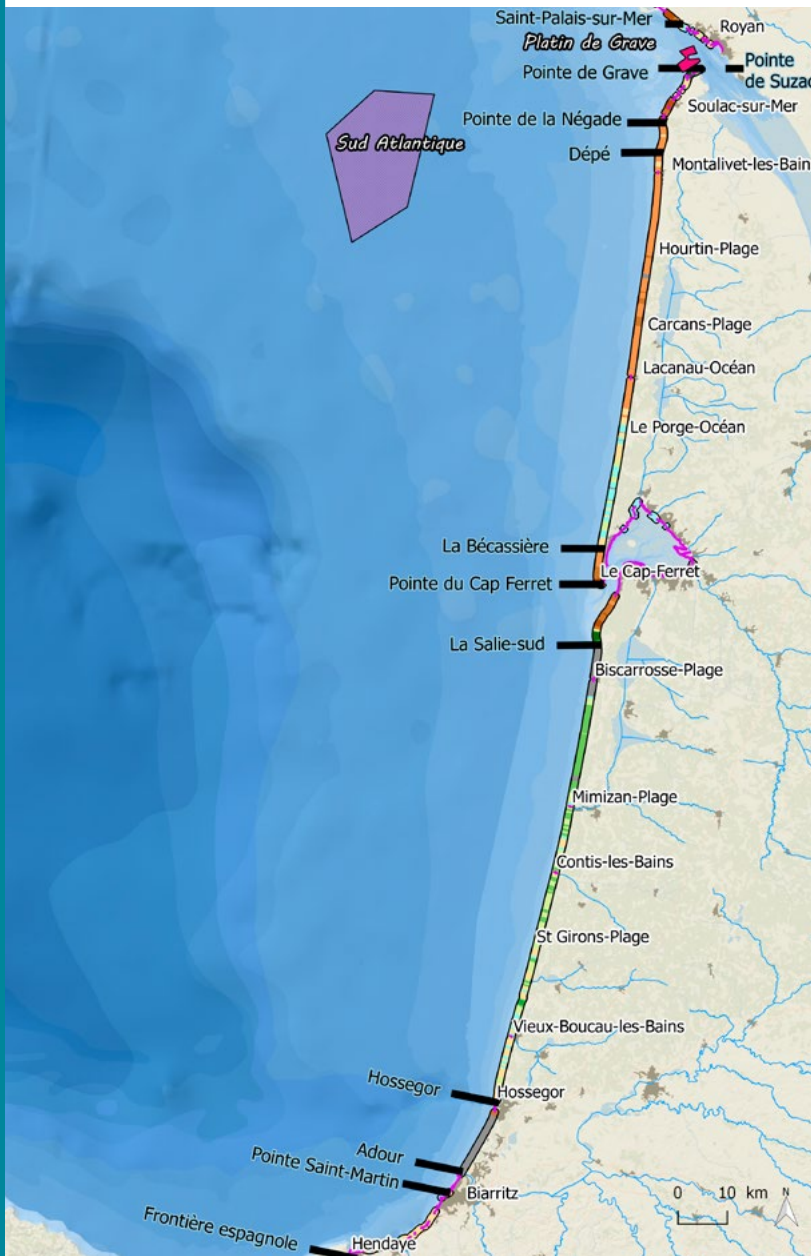 Saint-Palais-sur-Mer
Royan
Platin de Grave
Pointe de Grave
Pointe
de Suzac
Soulac-sur-Mer
Pointe de la Négade
Sud Atlantique
Dépé
Montalivet-les-Bain
Hourtin-Plage
Carcans-Plage
Lacanau-Océan
Le Porge-Océan
La Bécassière
Le Cap-Ferret
Pointe du Cap Ferret
La Salie-sud
Biscarrosse-Plage
Mimizan-Plage
Contis-les-Bains
St Girons-Plage
Vieux-Boucau-les-Bains
Hossegor
Hossegor
Adour
Pointe Saint-Martin
Biarritz
0 10 km N
Frontière espagnole
Hendaye